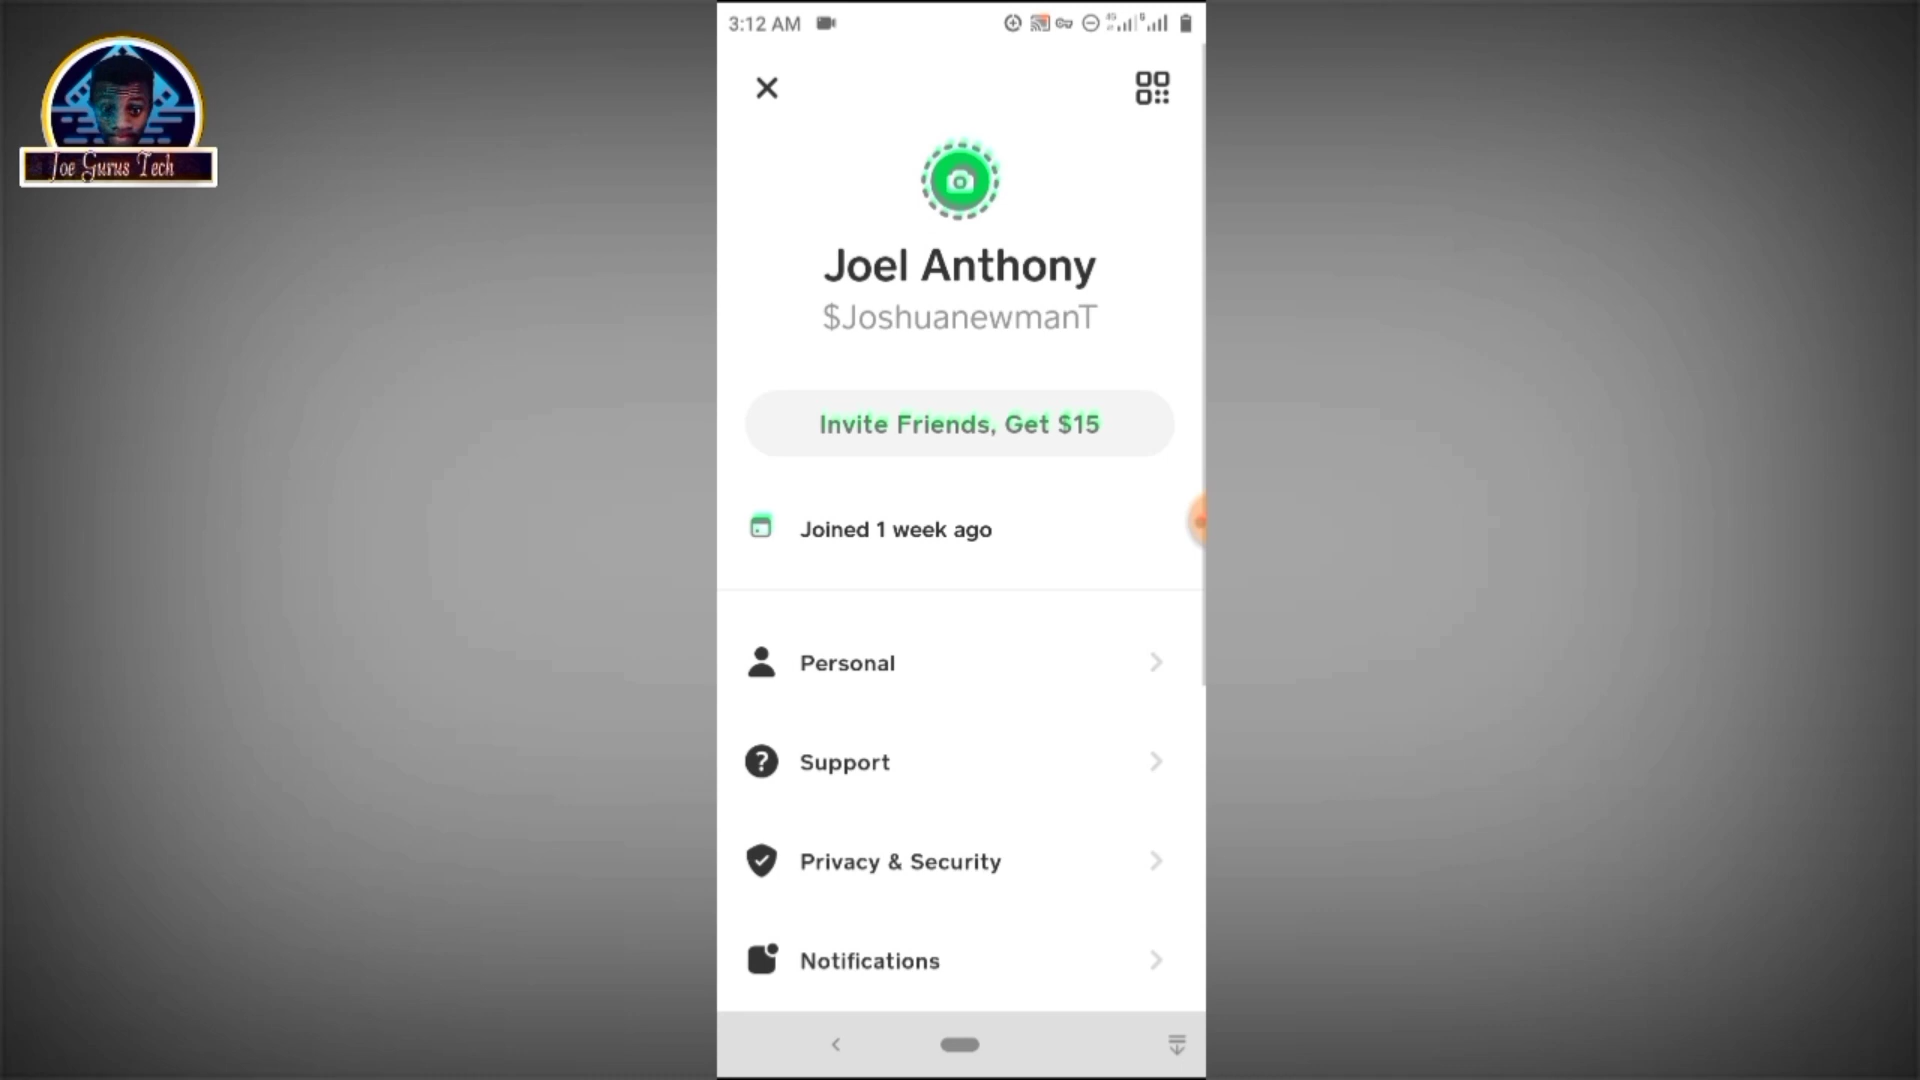 Joe Gurus Tech
3:12 AM
Joel Anthony
$JoshuanewmanT
Invite Friends, Get $15
Joined 1 week ago
Personal
Support
Privacy & Security
Notifications